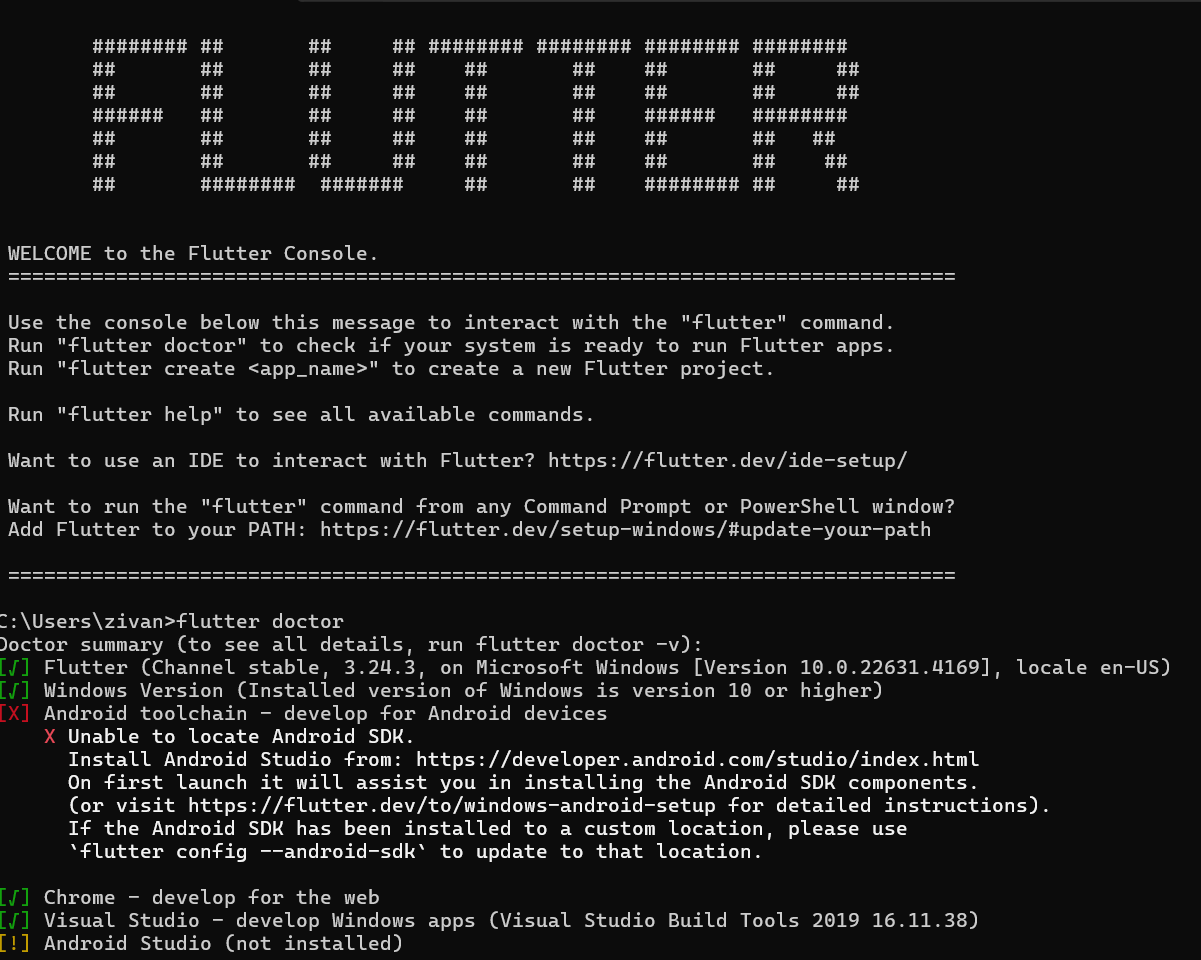 ######## ##       ##     ## ######## ######## ######## ########
##       ##       ##     ##    ##       ##    ##       ##     ##
##       ##       ##     ##    ##       ##    ##       ##     ##
######   ##       ##     ##    ##       ##    ######   ########
##       ##       ##     ##    ##       ##    ##       ##   ##
##       ##       ##     ##    ##       ##    ##       ##    ##
##       ########  #######     ##       ##    ######## ##     ##
WELCOME to the Flutter Console.
===============================================================================
Use the console below this message to interact with the "flutter" command.
Run "flutter doctor" to check if your system is ready to run Flutter apps.
Run "flutter create <app_name>" to create a new Flutter project.
Run "flutter help" to see all available commands.
Want to use an IDE to interact with Flutter? https://flutter.dev/ide-setup/
Want to run the "flutter" command from any Command Prompt or PowerShell window?
Add Flutter to your PATH: https://flutter.dev/setup-windows/#update-your-path
===============================================================================
C:\Users\zivan>flutter doctor
Doctor summary (to see all details, run flutter doctor -v):
[√] Flutter (Channel stable, 3.24.3, on Microsoft Windows [Version 10.0.22631.4169], locale en-US)
[√] Windows Version (Installed version of Windows is version 10 or higher)
[X] Android toolchain - develop for Android devices
X Unable to locate Android SDK.
Install Android Studio from: https://developer.android.com/studio/index.html
On first launch it will assist you in installing the Android SDK components.
(or visit https://flutter.dev/to/windows-android-setup for detailed instructions).
If the Android SDK has been installed to a custom location, please use
`flutter config --android-sdk` to update to that location.
[√] Chrome - develop for the web
[√] Visual Studio - develop Windows apps (Visual Studio Build Tools 2019 16.11.38)
[!] Android Studio (not installed)